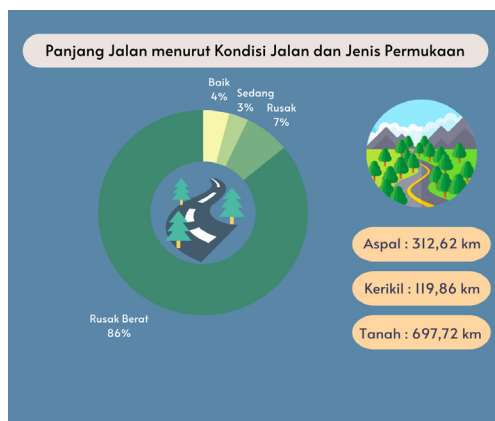 Panjang Jalan menurut Kondisi Jalan dan Jenis Permukaan
Baik
4%
Sedang
3%
Rusak
7%
Rusak Berat
86%
Aspal : 312,62 km
Kerikil : 119,86 km
Tanah : 697,72 km